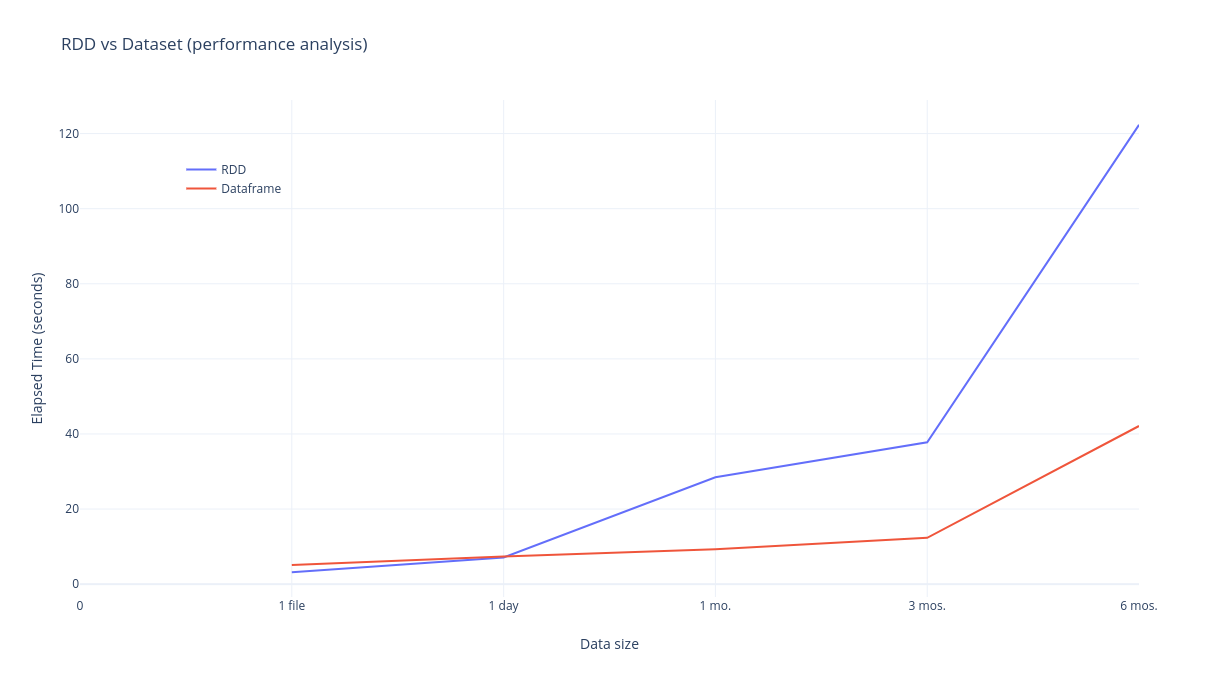 RDD vs Dataset (performance analysis)
120
RDD
Dataframe
100
80
60
40
20
0
Elapsed Time (seconds)
0 1 file 1 day 1 mo. 3 mos. 6 mos.
Data size